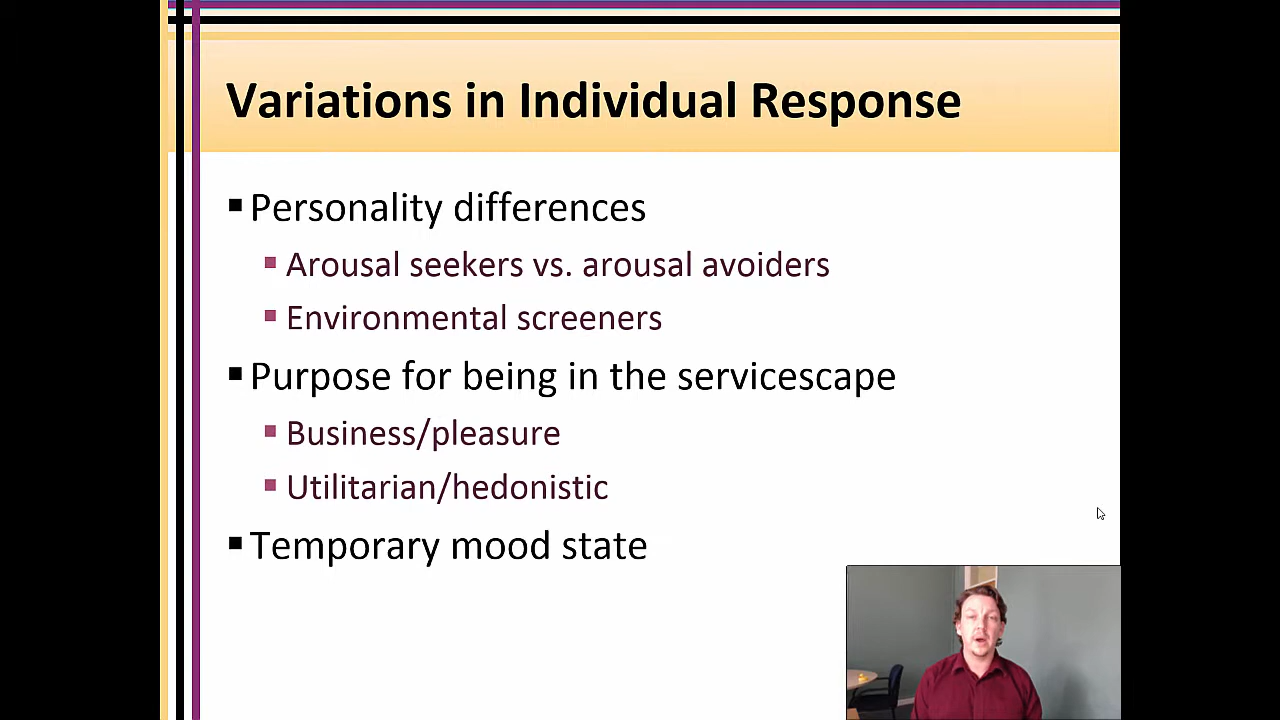 Variations in Individual Response
▪ Personality differences
▪ Arousal seekers vs. arousal avoiders
▪ Environmental screeners
▪ Purpose for being in the servicescape
▪ Business/pleasure
▪ Utilitarian/hedonistic
▪ Temporary mood state